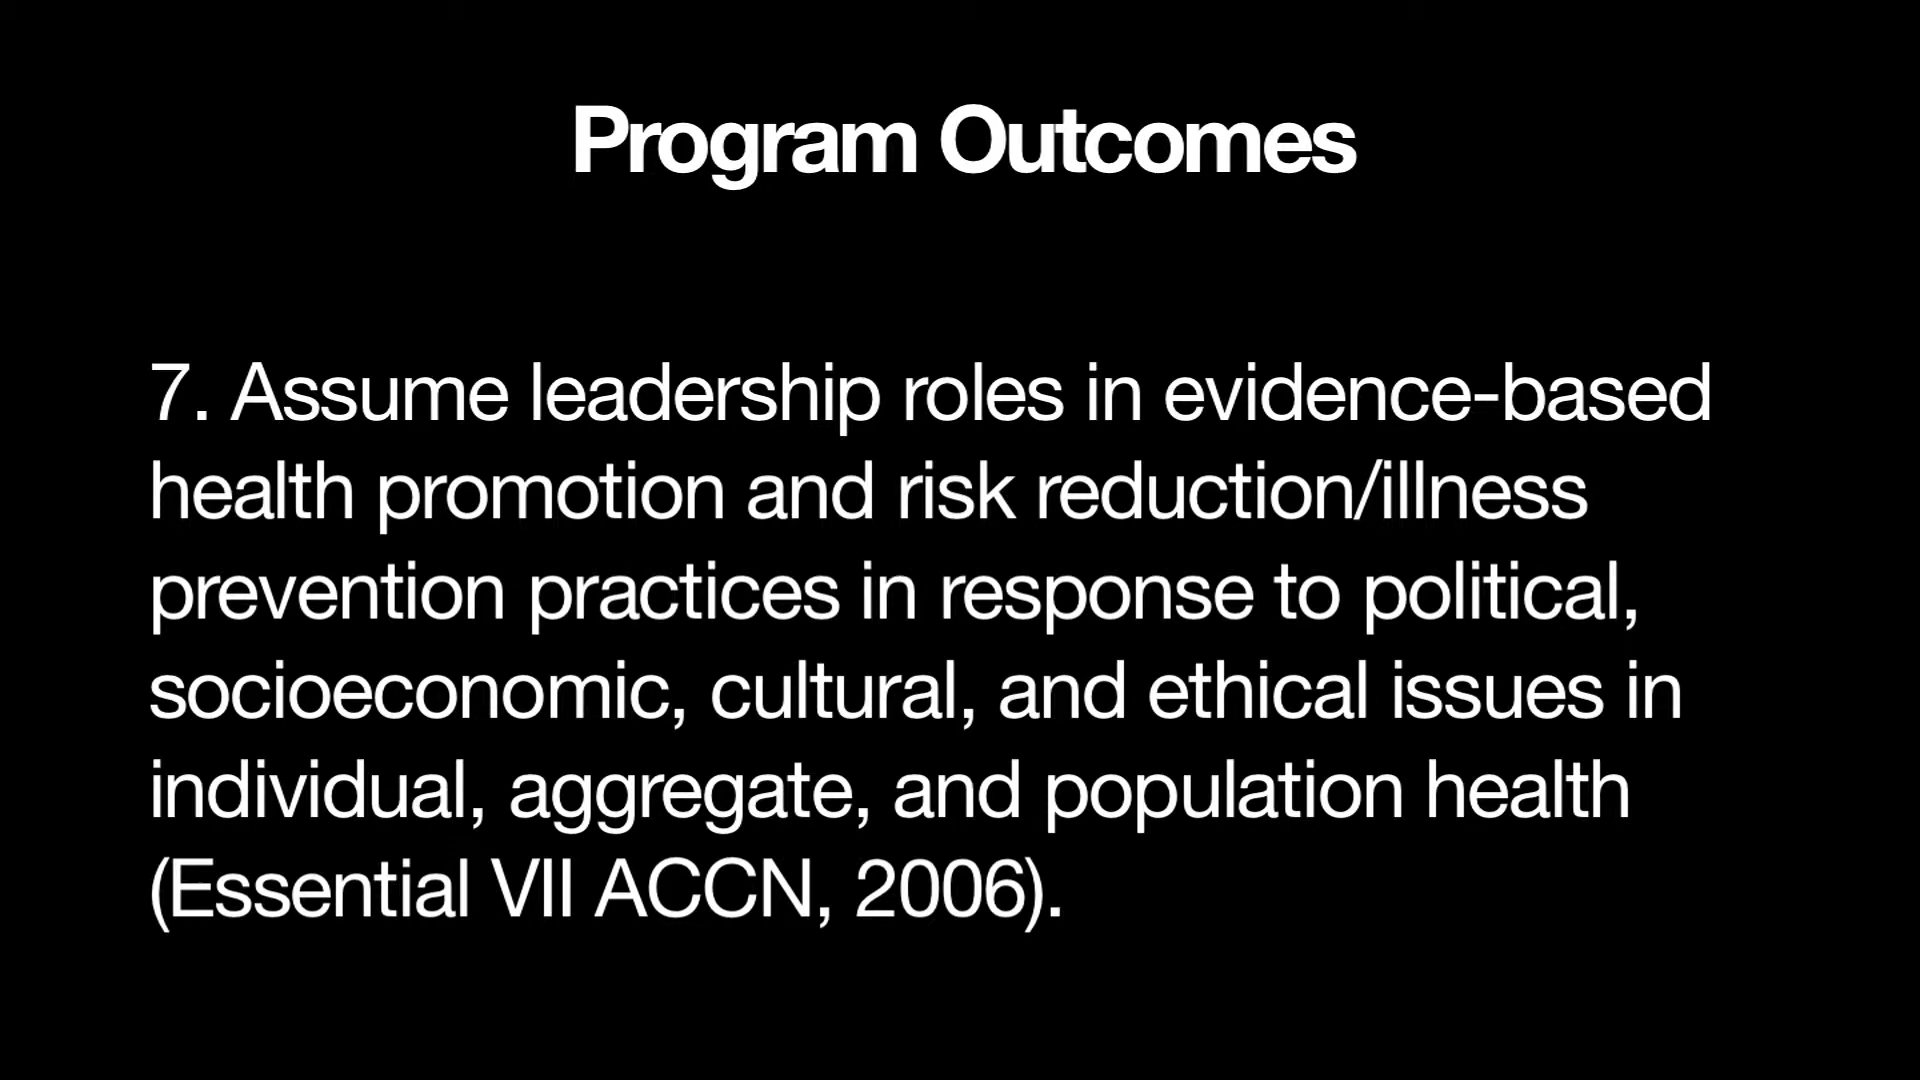 Program Outcomes
7. Assume leadership roles in evidence-based
health promotion and risk reduction/illness
prevention practices in response to political,
socioeconomic, cultural, and ethical issues in
individual, aggregate, and population health
(Essential VII ACCN, 2006).